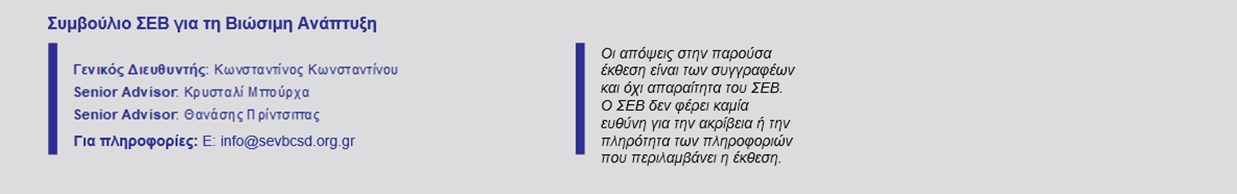 Συμβούλιο ΣΕΒ για τη Βιώσιμη Ανάπτυξη
Γενικός Διευθυντής: Κωνσταντίνος Κωνσταντίνου
Senior Advisor: Κρυσταλί Μπούρχα
Senior Advisor: Θανάσης Πρίντσιπας
Για πληροφορίες: E: info@sevbcsd.org.gr
Οι απόψεις στην παρούσα
έκθεση είναι των συγγραφέων
και όχι απαραίτητα του ΣΕΒ.
Ο ΣΕΒ δεν φέρει καμία
ευθύνη για την ακρίβεια ή την
πληρότητα των πληροφοριών
που περιλαμβάνει η έκθεση.